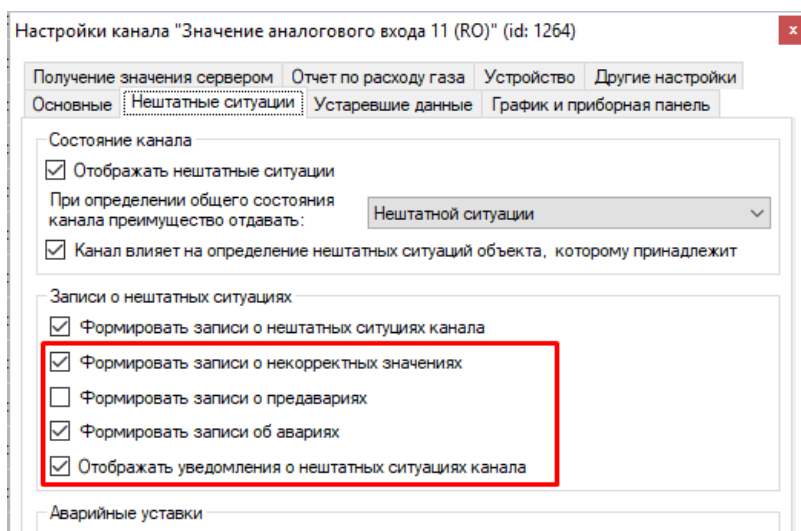 Настройки канала "Значение аналогового входа 11 (RO)" (id: 1264)
x
Получение значения сервером Отчет по расходу газа Устройство Другие настройки
Основные Нештатные ситуации Устаревшие данные График и приборная панель
Состояние канала
Отображать нештатные ситуации
При определении общего состояния
канала преимущество отдавать:
Нештатной ситуации
Канал влияет на определение нештатных ситуаций объекта, которому принадлежит
Записи о нештатных ситуациях
Формировать записи о нештатных ситуциях канала
Формировать записи о некорректных значениях
Формировать записи о предавариях
Формировать записи об авариях
Отображать уведомления о нештатных ситуациях канала
Аварийные уставки